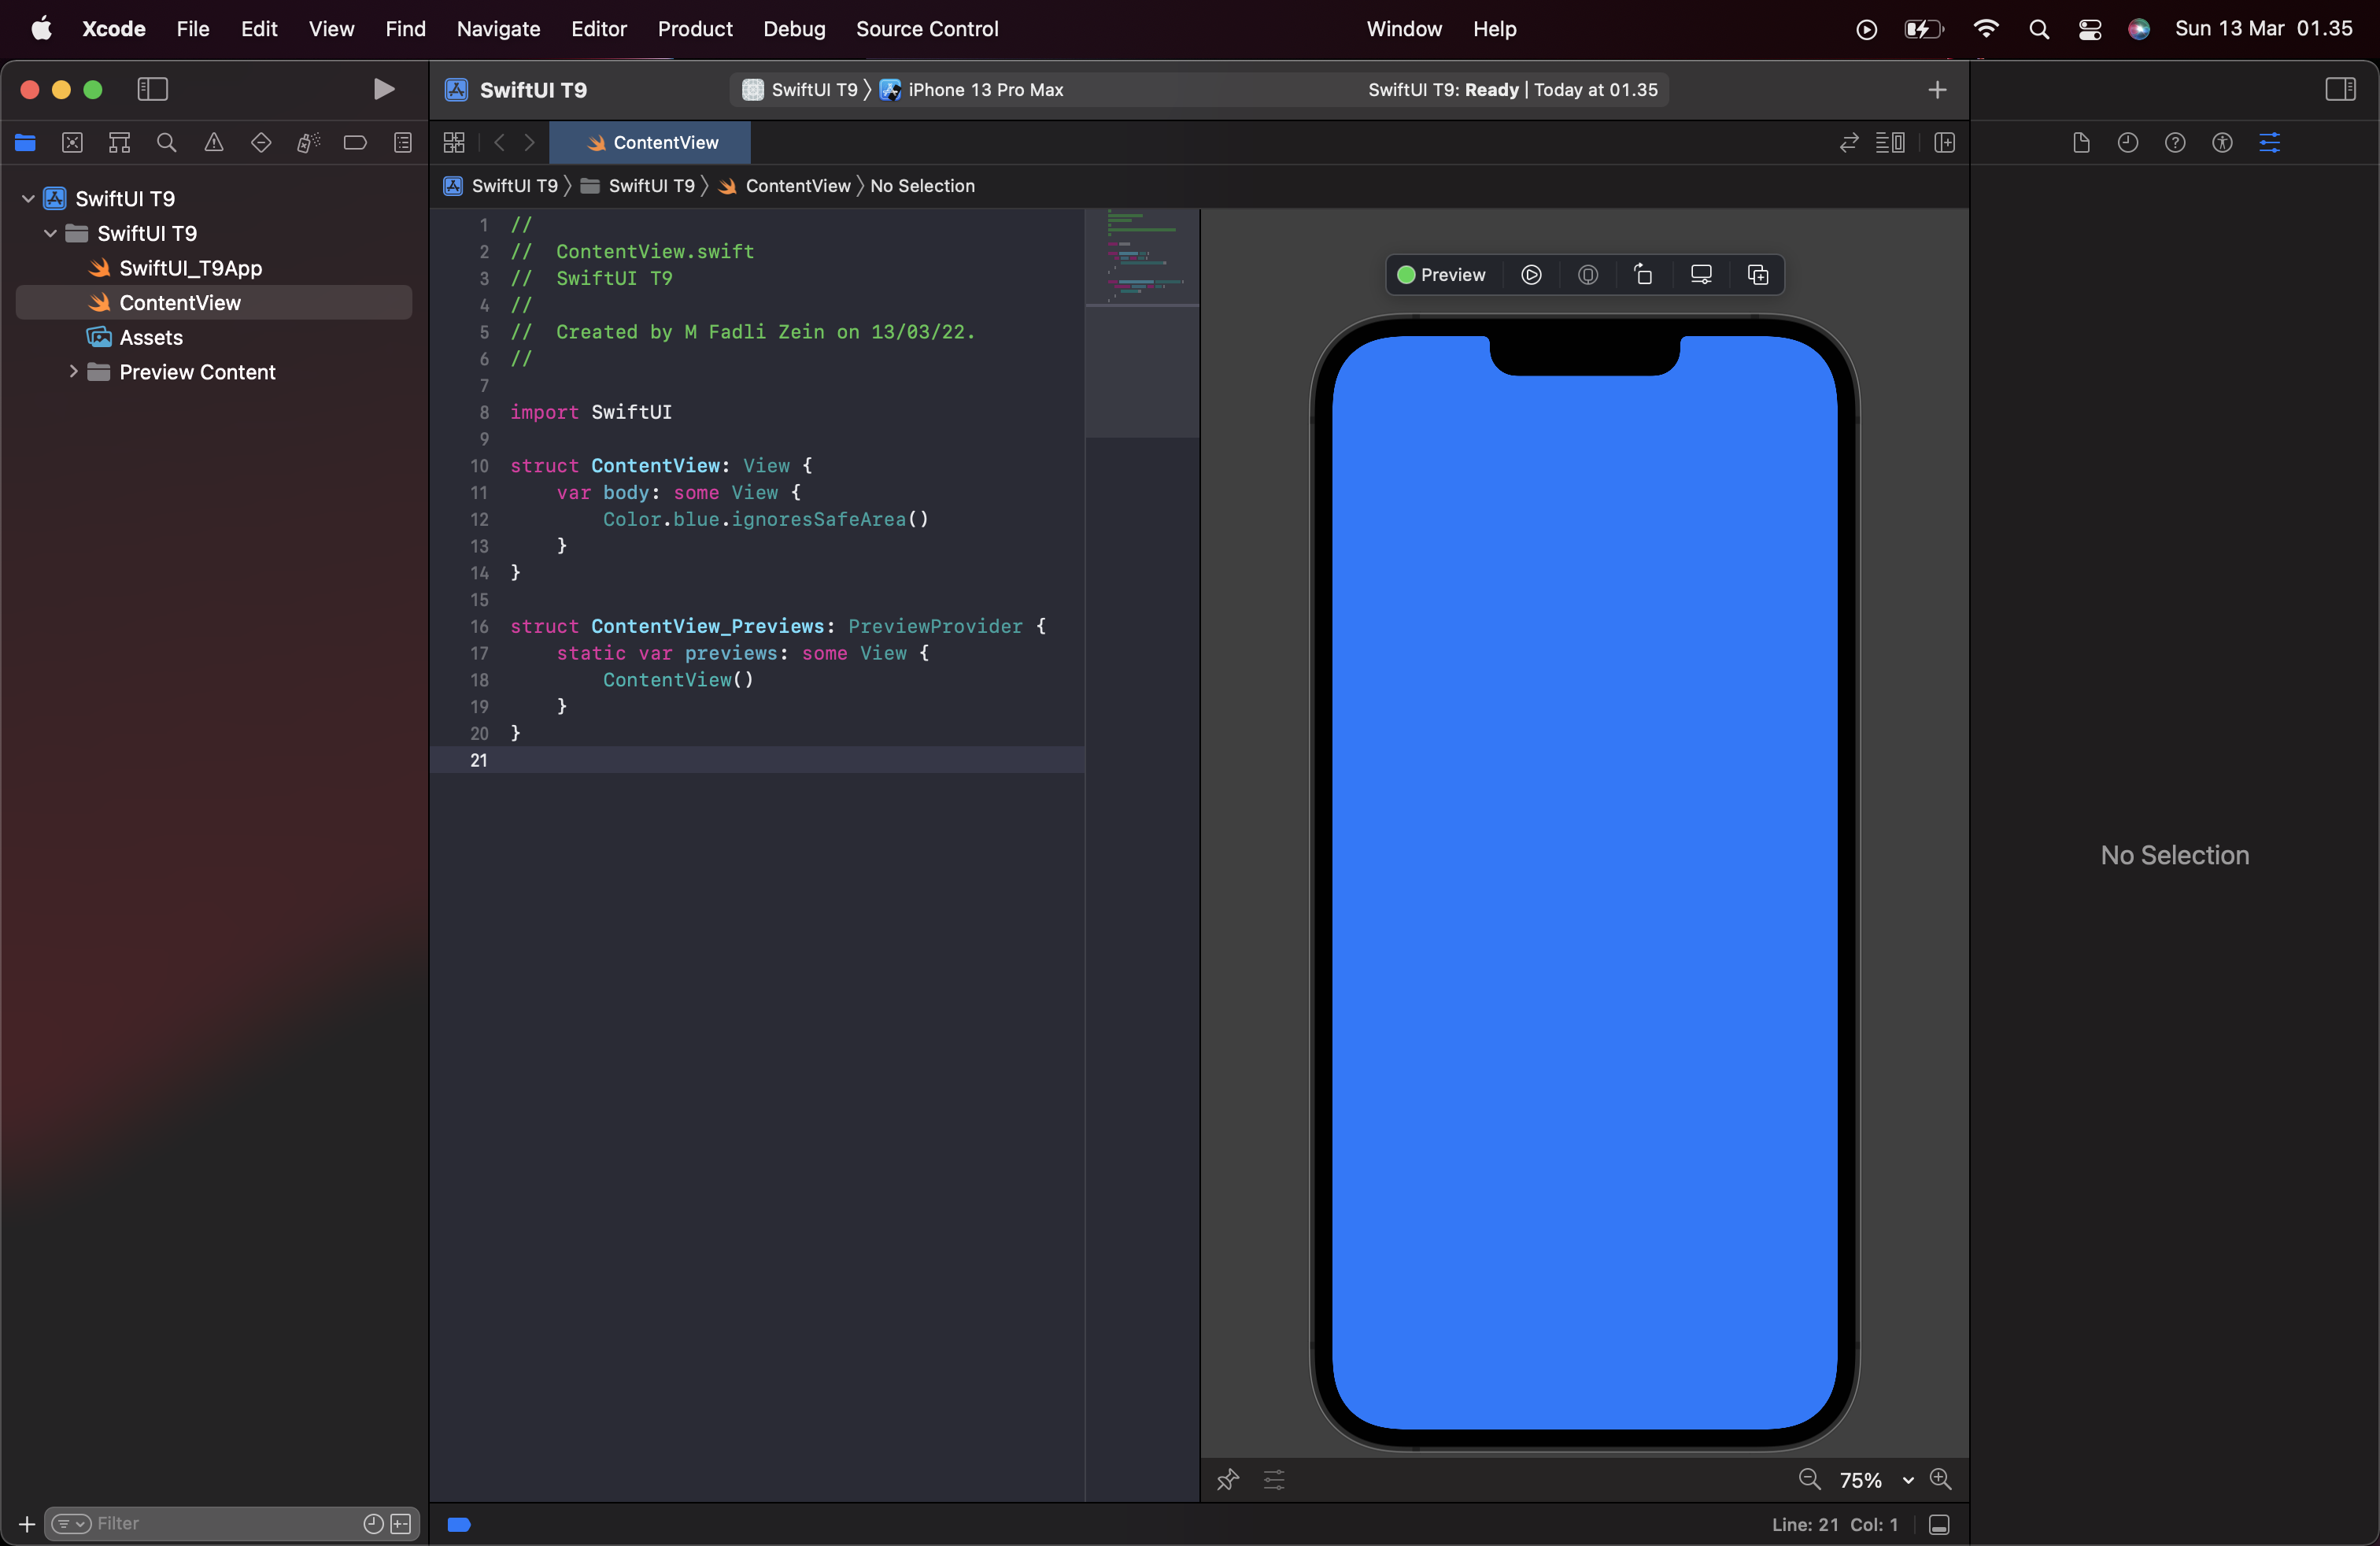 Xcode File Edit View Find Navigate Editor Product Debug Source Control Window Help Sun 13 Mar 01.35
SwiftUI T9 SwiftUI T9 〉 iPhone 13 Pro Max SwiftUI T9: Ready | Today at 01.35
ContentView
SwiftUI T9 〉 SwiftUI T9 〉 ContentView 〉 No Selection
SwiftUI T9
SwiftUI T9
SwiftUI_T9App
ContentView
Assets
Preview Content
1 //
2 //  ContentView.swift
3 //  SwiftUI T9
4 //
5 //  Created by M Fadli Zein on 13/03/22.
6 //
7
8 import SwiftUI
9
10 struct ContentView: View {
11     var body: some View {
12         Color.blue.ignoresSafeArea()
13     }
14 }
15
16 struct ContentView_Previews: PreviewProvider {
17     static var previews: some View {
18         ContentView()
19     }
20 }
21
Preview
No Selection
75%
Filter
Line: 21 Col: 1